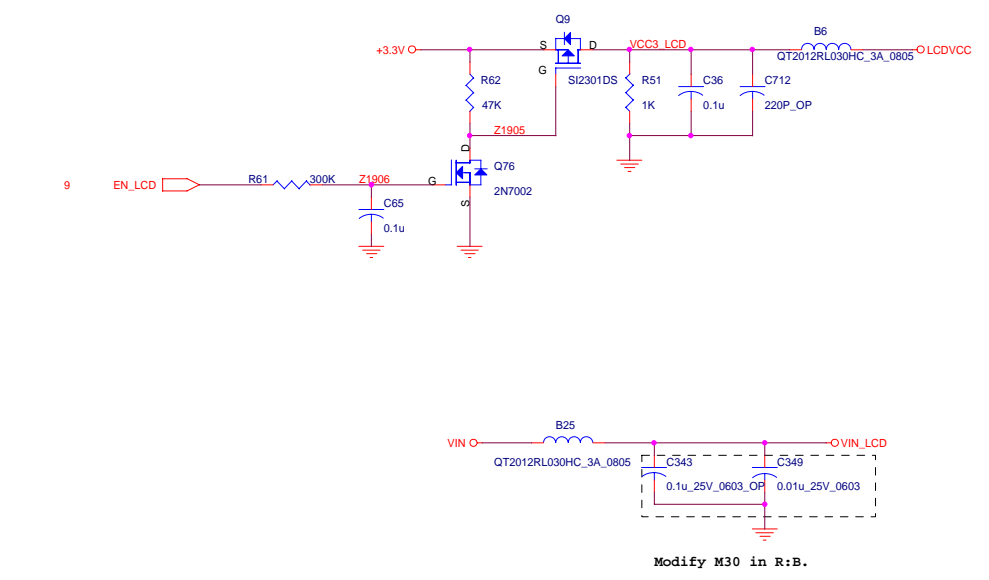 Q9
+3.3V
S
D
VCC3_LCD
B6
QT2012RL030HC_3A_0805
LCDVCC
G
SI2301DS
R62
47K
R51
1K
C36
0.1u
C712
220P_OP
Z1905
D
Q76
2N7002
G
S
9
EN_LCD
R61
300K
Z1906
C65
0.1u
B25
VIN
VIN_LCD
QT2012RL030HC_3A_0805
C343
0.1u_25V_0603_OP
C349
0.01u_25V_0603
Modify M30 in R:B.